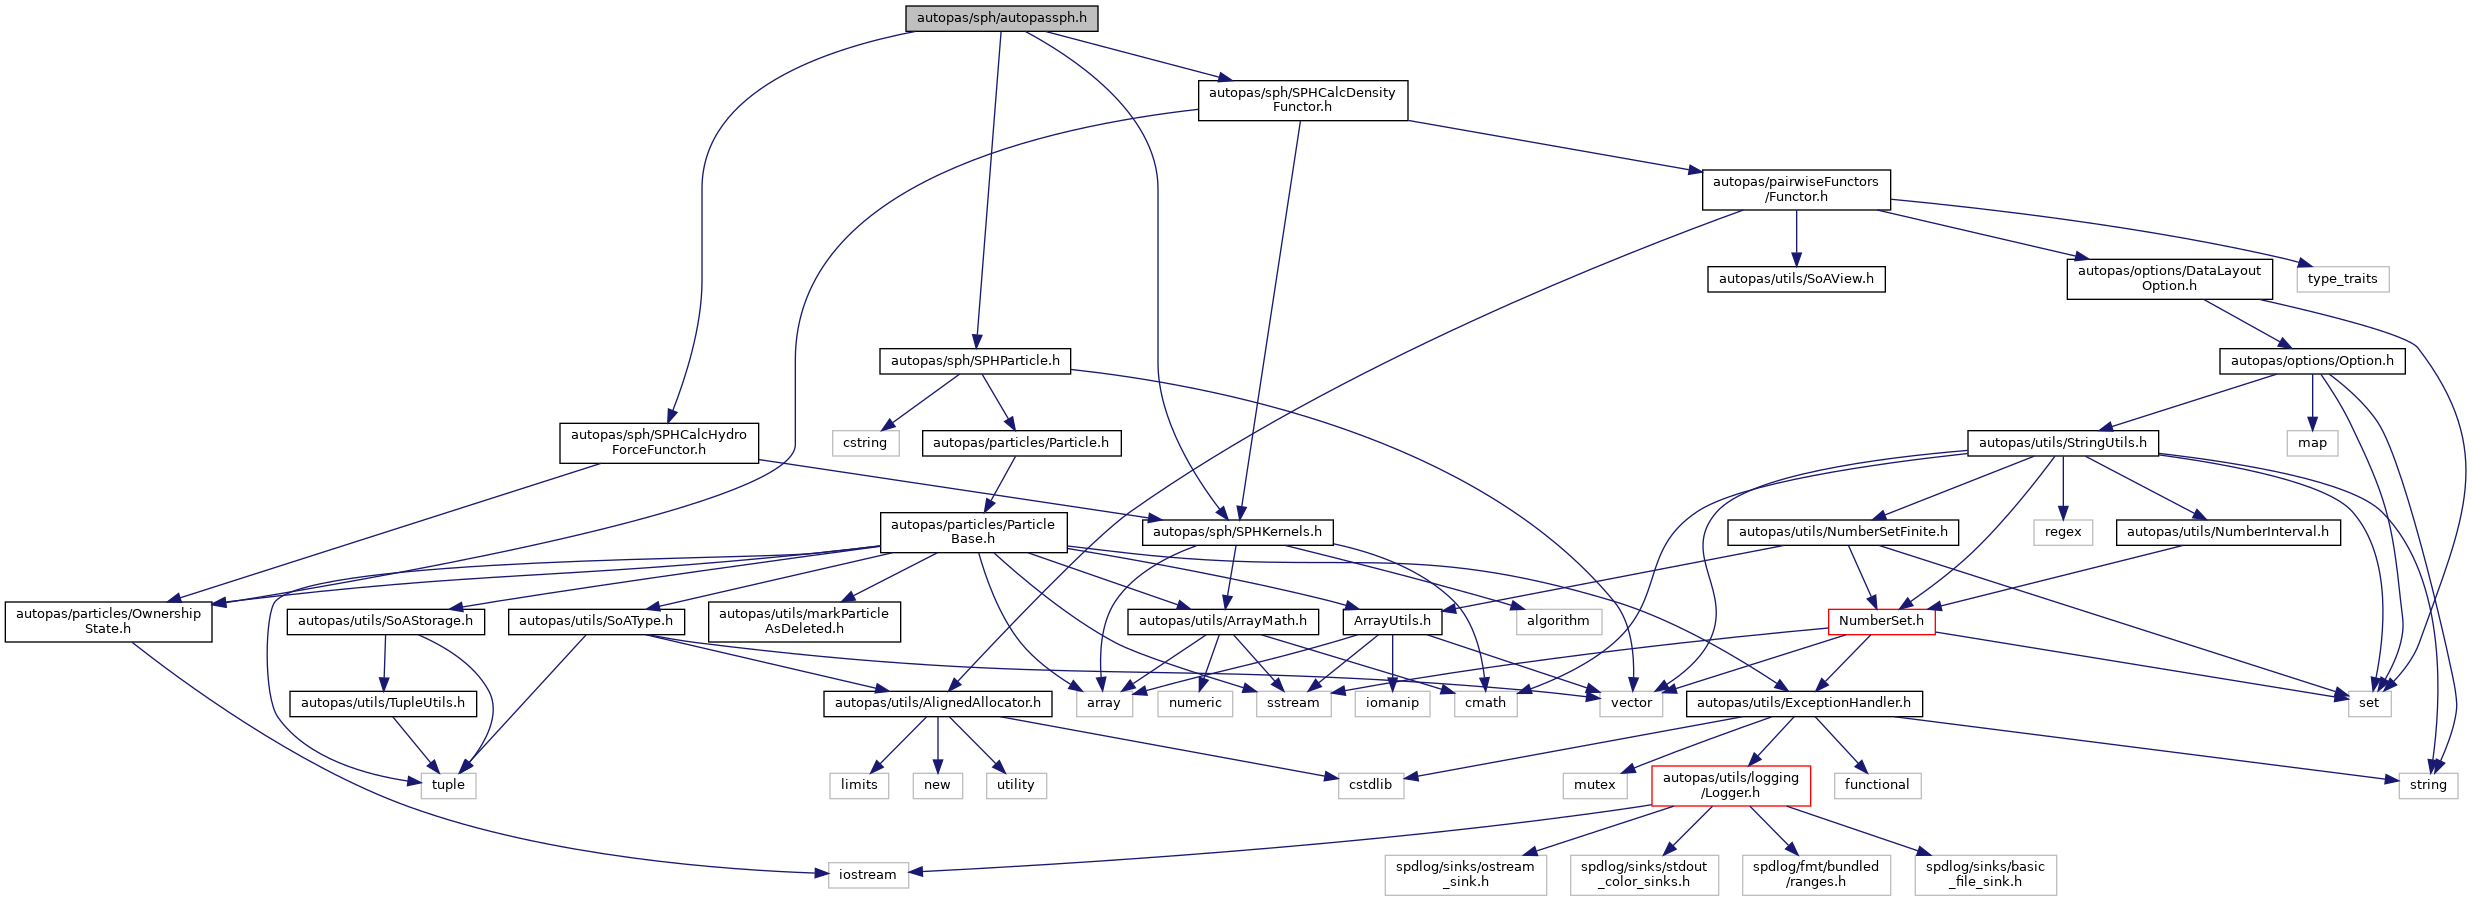 autopas/sph/autopassph.h
autopas/sph/SPHCalcDensity
Functor.h
autopas/pairwiseFunctors
/Functor.h
autopas/utils/SoAView.h
autopas/options/DataLayout
Option.h
type_traits
autopas/sph/SPHParticle.h
autopas/options/Option.h
autopas/sph/SPHCalcHydro
ForceFunctor.h
cstring
autopas/particles/Particle.h
autopas/utils/StringUtils.h
map
autopas/particles/Particle
Base.h
autopas/sph/SPHKernels.h
autopas/utils/NumberSetFinite.h
regex
autopas/utils/NumberInterval.h
autopas/particles/Ownership
State.h
autopas/utils/SoAStorage.h
autopas/utils/SoAType.h
autopas/utils/markParticle
AsDeleted.h
autopas/utils/ArrayMath.h
ArrayUtils.h
algorithm
NumberSet.h
autopas/utils/TupleUtils.h
autopas/utils/AlignedAllocator.h
array
numeric
sstream
iomanip
cmath
vector
autopas/utils/ExceptionHandler.h
set
tuple
limits
new
utility
cstdlib
mutex
autopas/utils/logging
/Logger.h
functional
string
iostream
spdlog/sinks/ostream
_sink.h
spdlog/sinks/stdout
_color_sinks.h
spdlog/fmt/bundled
/ranges.h
spdlog/sinks/basic
_file_sink.h